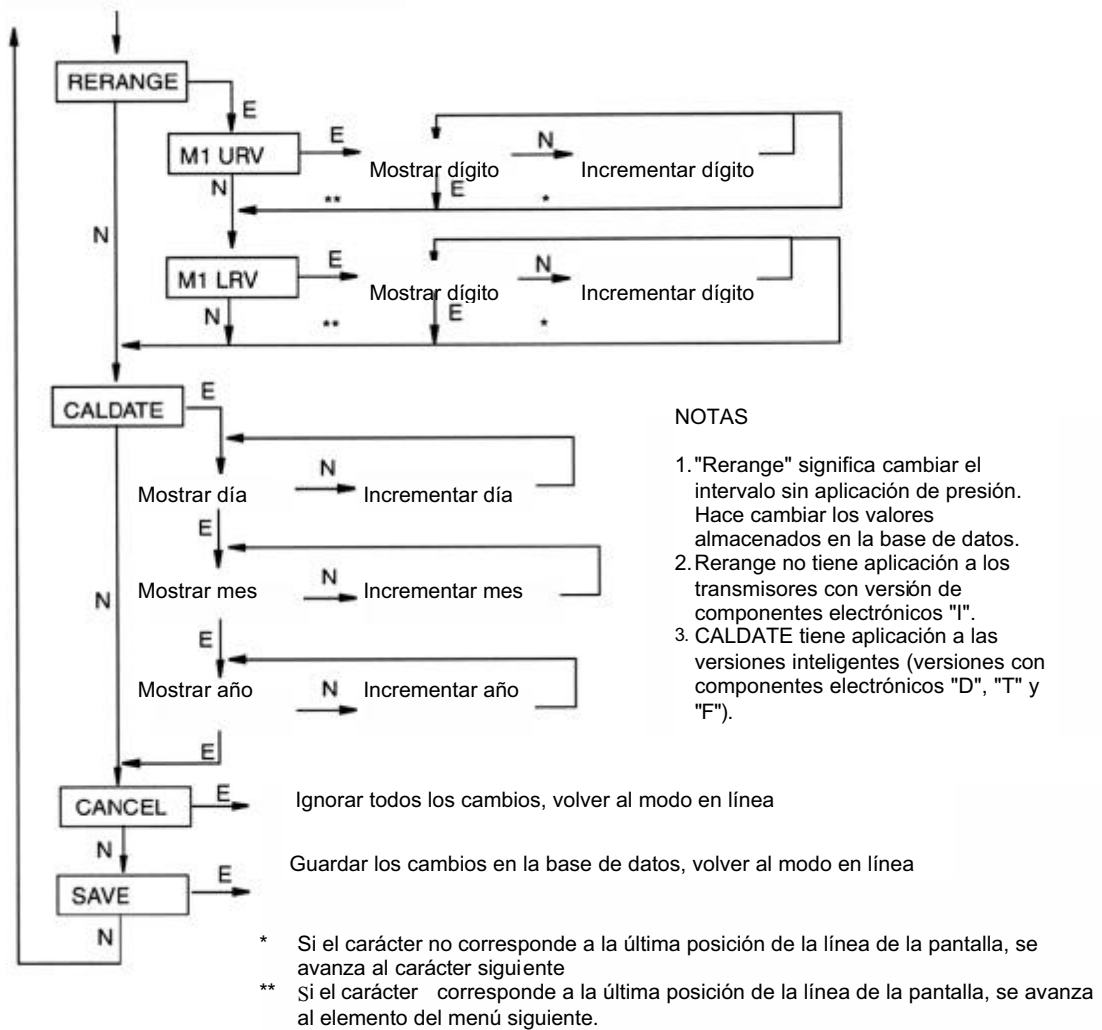 RERANGE
E
M1 URV
E
Mostrar dígito
N
Incrementar dígito
N
**
E
*
N
M1 LRV
E
Mostrar dígito
N
Incrementar dígito
N
**
E
*
CALDATE
E
NOTAS
1. "Rerange" significa cambiar el
intervalo sin aplicación de presión.
Hace cambiar los valores
almacenados en la base de datos.
2. Rerange no tiene aplicación a los
transmisores con versión de
componentes electrónicos "I".
3. CALDATE tiene aplicación a las
versiones inteligentes (versiones con
componentes electrónicos "D", "T" y
"F").
Mostrar día
N
Incrementar día
E
Mostrar mes
N
Incrementar mes
N
E
Mostrar año
N
Incrementar año
E
CANCEL
E
Ignorar todos los cambios, volver al modo en línea
N
Guardar los cambios en la base de datos, volver al modo en línea
SAVE
E
N
* Si el carácter no corresponde a la última posición de la línea de la pantalla, se
avanza al carácter siguiente
** Si el carácter corresponde a la última posición de la línea de la pantalla, se avanza
al elemento del menú siguiente.